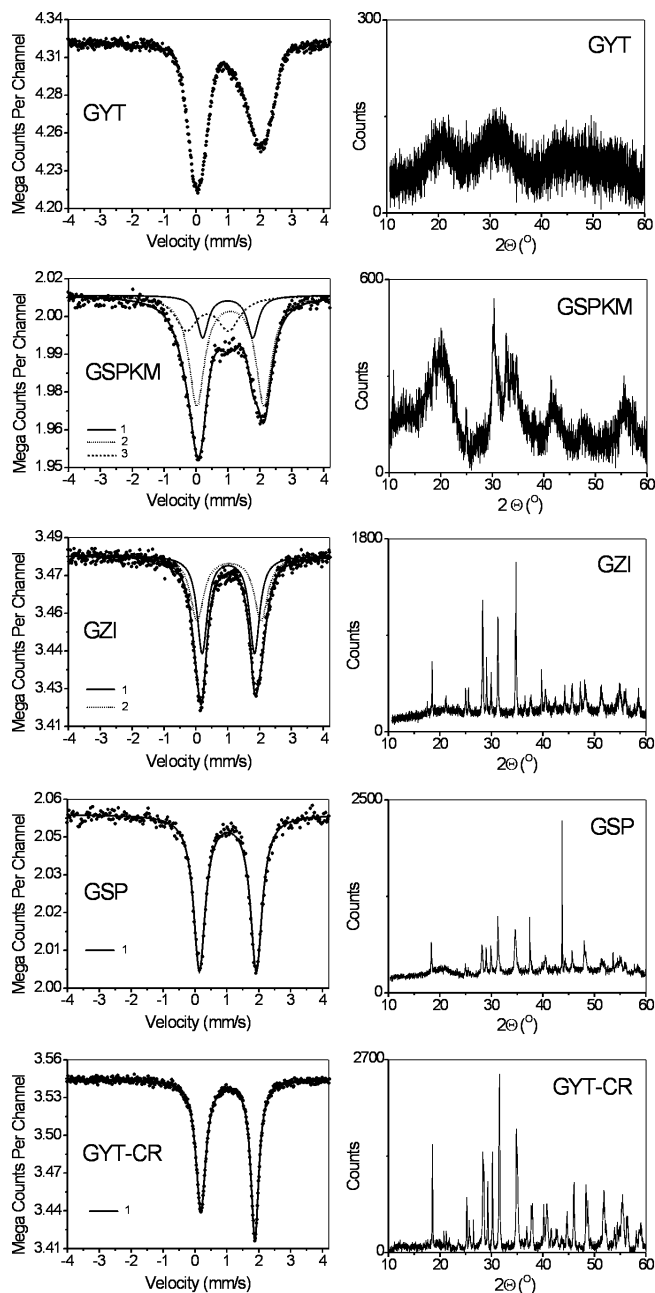 4.34
4.31
4.29
4.26
4.23
4.20
Mega Counts Per Channel
GYT
-4 -3 -2 -1 0 1 2 3 4
Velocity (mm/s)
300
0
Counts
GYT
10 20 30 40 50 60
2Θ (O)
2.02
2.00
1.99
1.98
1.96
1.95
Mega Counts Per Channel
GSPKM
1
2
3
-4 -3 -2 -1 0 1 2 3 4
Velocity (mm/s)
600
0
Counts
GSPKM
10 20 30 40 50 60
2Θ (O)
3.49
3.47
3.46
3.44
3.43
3.41
Mega Counts Per Channel
GZI
1
2
-4 -3 -2 -1 0 1 2 3 4
Velocity (mm/s)
1800
0
Counts
GZI
10 20 30 40 50 60
2Θ (O)
2.06
2.05
2.03
2.02
2.01
2.00
Mega Counts Per Channel
GSP
1
-4 -3 -2 -1 0 1 2 3 4
Velocity (mm/s)
2500
0
Counts
GSP
10 20 30 40 50 60
2Θ (O)
3.56
3.53
3.50
3.47
3.44
3.41
Mega Counts Per Channel
GYT-CR
1
-4 -3 -2 -1 0 1 2 3 4
Velocity (mm/s)
2700
0
Counts
GYT-CR
10 20 30 40 50 60
2Θ (O)